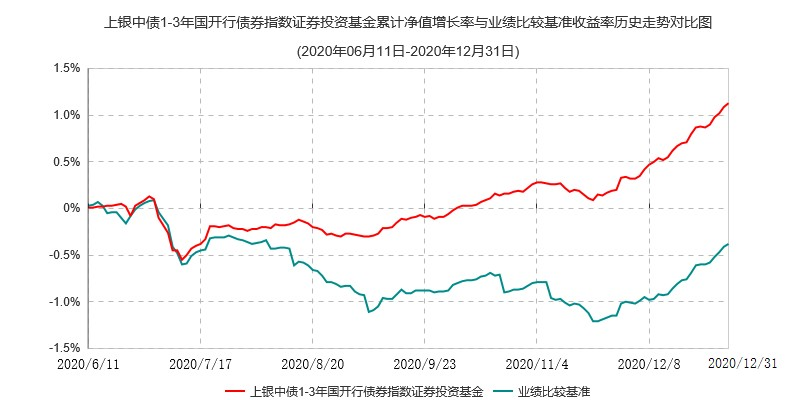 上银中债1-3年国开行债券指数证券投资基金累计净值增长率与业绩比较基准收益率历史走势对比图
(2020年06月11日-2020年12月31日)
1.5%
1.0%
0.5%
0%
-0.5%
-1.0%
-1.5%
2020/6/11 2020/7/17 2020/8/20 2020/9/23 2020/11/4 2020/12/8 2020/12/31
上银中债1-3年国开行债券指数证券投资基金 业绩比较基准